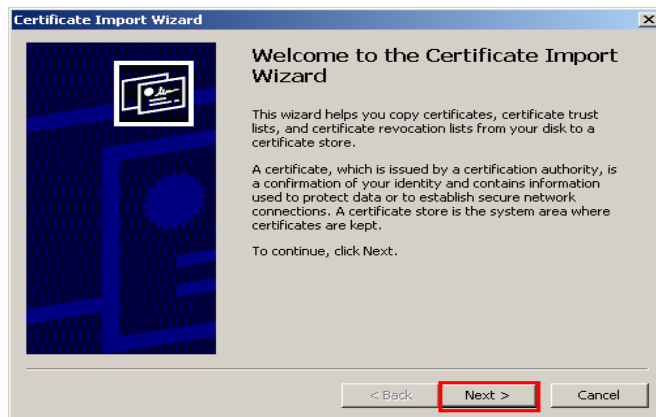 Certificate Import Wizard
Welcome to the Certificate Import
Wizard
This wizard helps you copy certificates, certificate trust
lists, and certificate revocation lists from your disk to a
certificate store.
A certificate, which is issued by a certification authority, is
a confirmation of your identity and contains information
used to protect data or to establish secure network
connections. A certificate store is the system area where
certificates are kept.
To continue, click Next.
< Back
Next >
Cancel